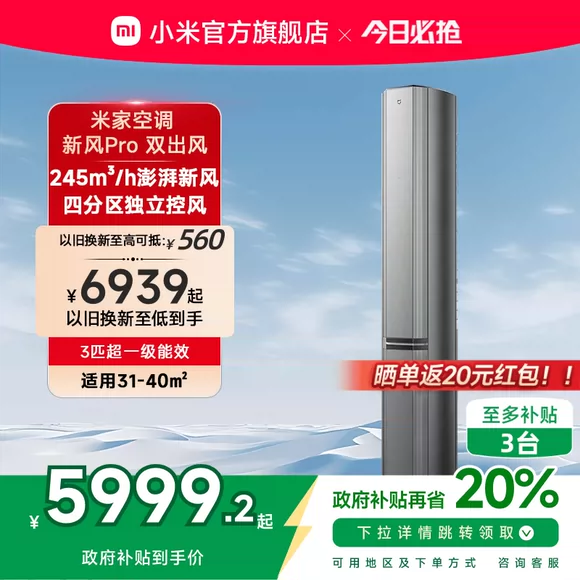 小米官方旗舰店 × 今日必抢
米家空调
新风Pro 双出风
245m³/h澎湃新风
四分区独立控风
以旧换新至高可抵:¥560
¥6939起
以旧换新至低到手
3匹超一级能效
适用31-40m²
晒单返20元红包!!
至多补贴
3台
¥5999.2起
政府补贴到手价
政府补贴再省20%
下拉详情跳转领取
可用地区及下单方式 咨询客服